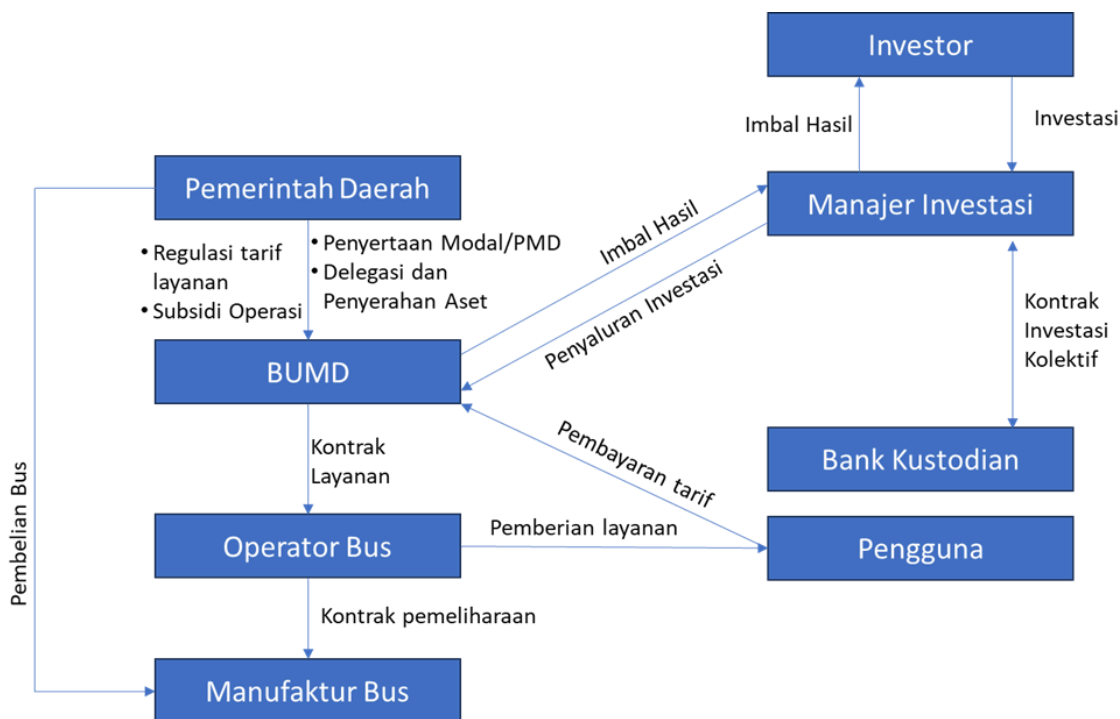 Investor
Imbal Hasil
Investasi
Pemerintah Daerah
Manajer Investasi
• Regulasi tarif
layanan
• Subsidi Operasi
• Penyertaan Modal/PMD
• Delegasi dan
Penyerahan Aset
Imbal Hasil
Penyaluran Investasi
Kontrak
Investasi
Kolektif
BUMD
Kontrak
Layanan
Pembayaran tarif
Bank Kustodian
Pembelian Bus
Operator Bus
Pemberian layanan
Pengguna
Kontrak pemeliharaan
Manufaktur Bus